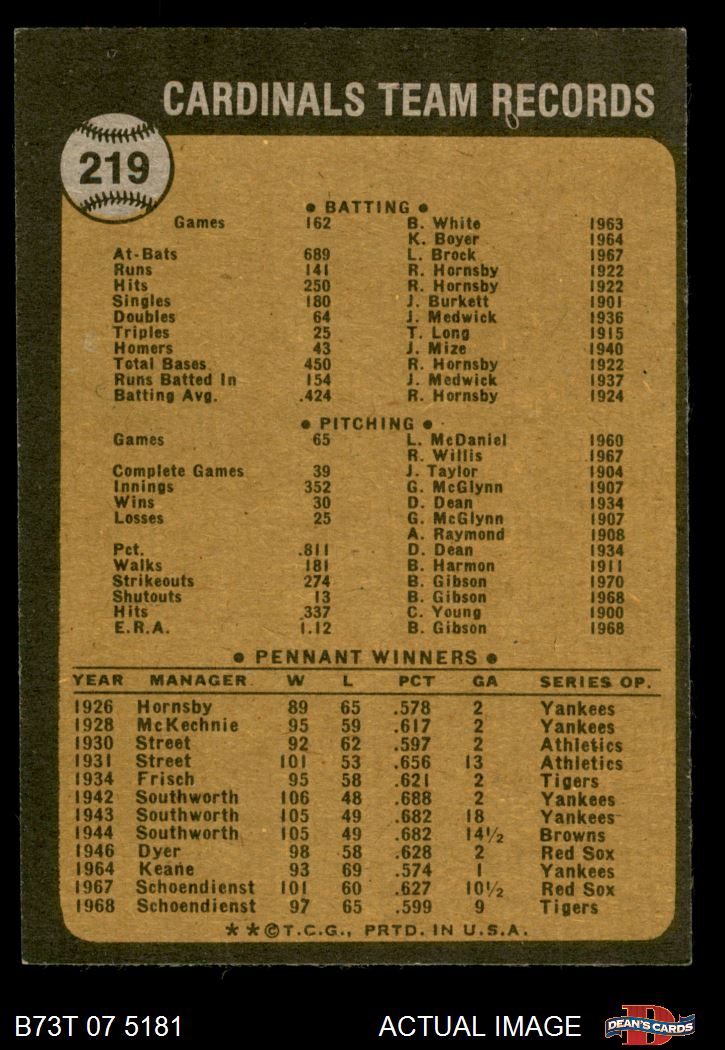 CARDINALS TEAM RECORDS
219
● BATTING ●
Games 162 B. White 1963
K. Boyer 1964
At-Bats 689 L. Brock 1967
Runs 141 R. Hornsby 1922
Hits 250 R. Hornsby 1922
Singles 180 J. Burkett 1901
Doubles 64 J. Medwick 1936
Triples 25 T. Long 1915
Homers 43 J. Mize 1940
Total Bases 450 R. Hornsby 1922
Runs Batted In 154 J. Medwick 1937
Batting Avg. .424 R. Hornsby 1924
● PITCHING ●
Games 65 L. McDaniel 1960
R. Willis 1967
Complete Games 39 J. Taylor 1904
Innings 352 G. McGlynn 1907
Wins 30 D. Dean 1934
Losses 25 G. McGlynn 1907
A. Raymond 1908
Pct. .811 D. Dean 1934
Walks 181 B. Harmon 1911
Strikeouts 274 B. Gibson 1970
Shutouts 13 B. Gibson 1968
Hits 337 C. Young 1900
E.R.A. 1.12 B. Gibson 1968
● PENNANT WINNERS ●
YEAR MANAGER W L PCT GA SERIES OP.
1926 Hornsby 89 65 .578 2 Yankees
1928 McKechnie 95 59 .617 2 Yankees
1930 Street 92 62 .597 2 Athletics
1931 Street 101 53 .656 13 Athletics
1934 Frisch 95 58 .621 2 Tigers
1942 Southworth 106 48 .688 2 Yankees
1943 Southworth 105 49 .682 18 Yankees
1944 Southworth 105 49 .682 14½ Browns
1946 Dyer 98 58 .628 2 Red Sox
1964 Keane 93 69 .574 1 Yankees
1967 Schoendienst 101 60 .627 10½ Red Sox
1968 Schoendienst 97 65 .599 9 Tigers
★ ★ © T.C.G., PRTD. IN U.S.A.
B73T 07 5181 ACTUAL IMAGE DEAN'S CARDS